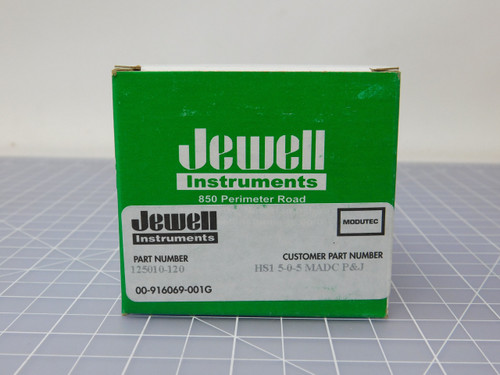 Jewell
Instruments
850 Perimeter Road
Jewell
Instruments
MODUTEC
PART NUMBER
125010-120
CUSTOMER PART NUMBER
HS1 5-0-5 MADC P&J
00-916069-001G